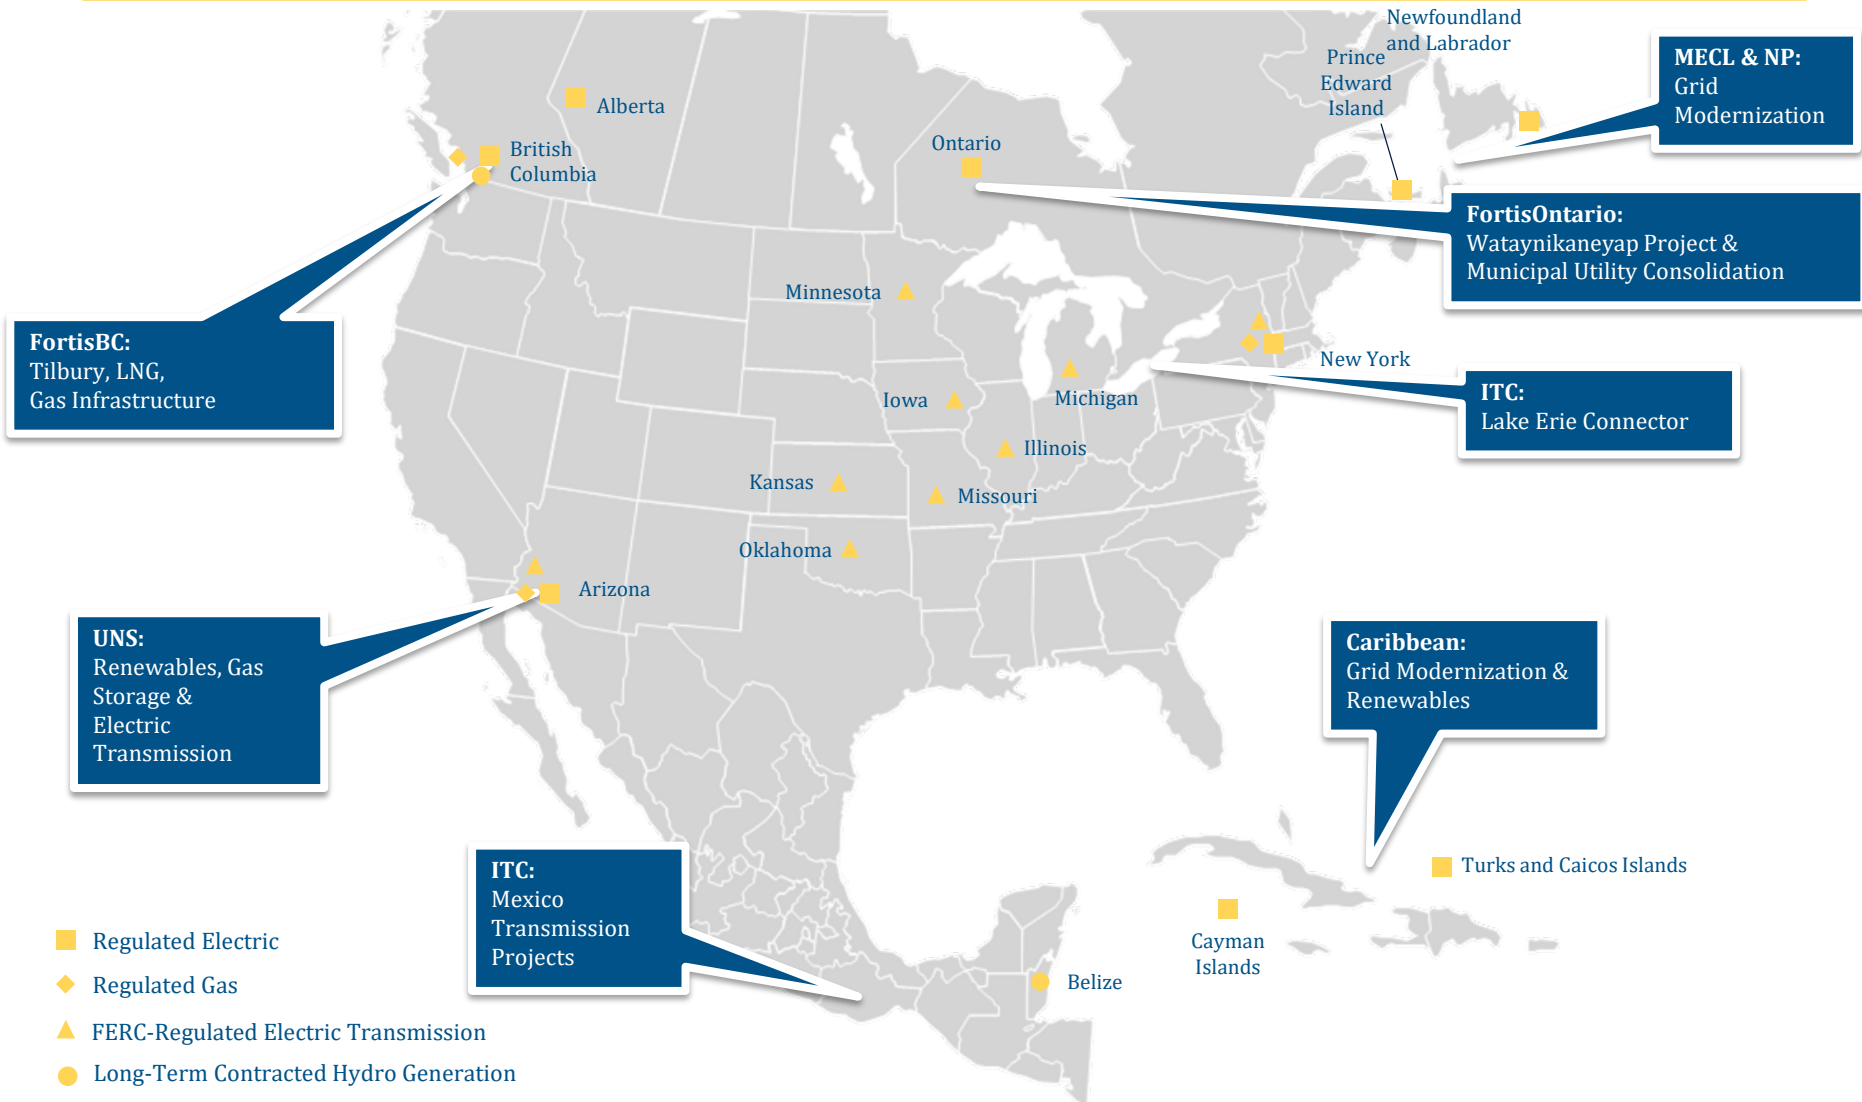 Newfoundland
and Labrador
Prince
Edward
Island
MECL & NP:
Grid
Modernization
Alberta
British
Columbia
Ontario
FortisOntario:
Wataynikaneyap Project &
Municipal Utility Consolidation
Minnesota
FortisBC:
Tilbury, LNG,
Gas Infrastructure
New York
Iowa
Michigan
ITC:
Lake Erie Connector
Illinois
Kansas
Missouri
Oklahoma
Arizona
UNS:
Renewables, Gas
Storage &
Electric
Transmission
Caribbean:
Grid Modernization &
Renewables
ITC:
Mexico
Transmission
Projects
Turks and Caicos Islands
Cayman
Islands
Belize
Regulated Electric
Regulated Gas
FERC-Regulated Electric Transmission
Long-Term Contracted Hydro Generation